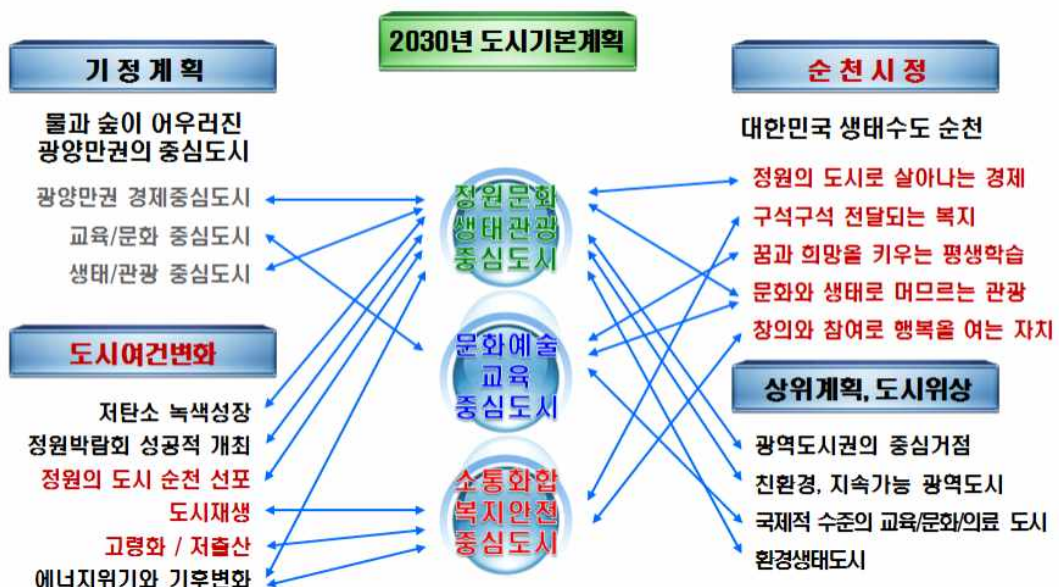 2030년 도시기본계획
기 정 계 획
물과 숲이 어우러진
광양만권의 중심도시
광양만권 경제중심도시
교육/문화 중심도시
생태/관광 중심도시
도시여건변화
저탄소 녹색성장
정원박람회 성공적 개최
정원의 도시 순천 선포
도시재생
고령화 / 저출산
에너지위기와 기후변화
정원문화
생태관광
중심도시
문화예술
교육
중심도시
소통화합
복지안전
중심도시
순 천 시 정
대한민국 생태수도 순천
정원의 도시로 살아나는 경제
구석구석 전달되는 복지
꿈과 희망을 키우는 평생학습
문화와 생태로 머므르는 관광
창의와 참여로 행복을 여는 자치
상위계획, 도시위상
광역도시권의 중심거점
친환경, 지속가능 광역도시
국제적 수준의 교육/문화/의료 도시
환경생태도시